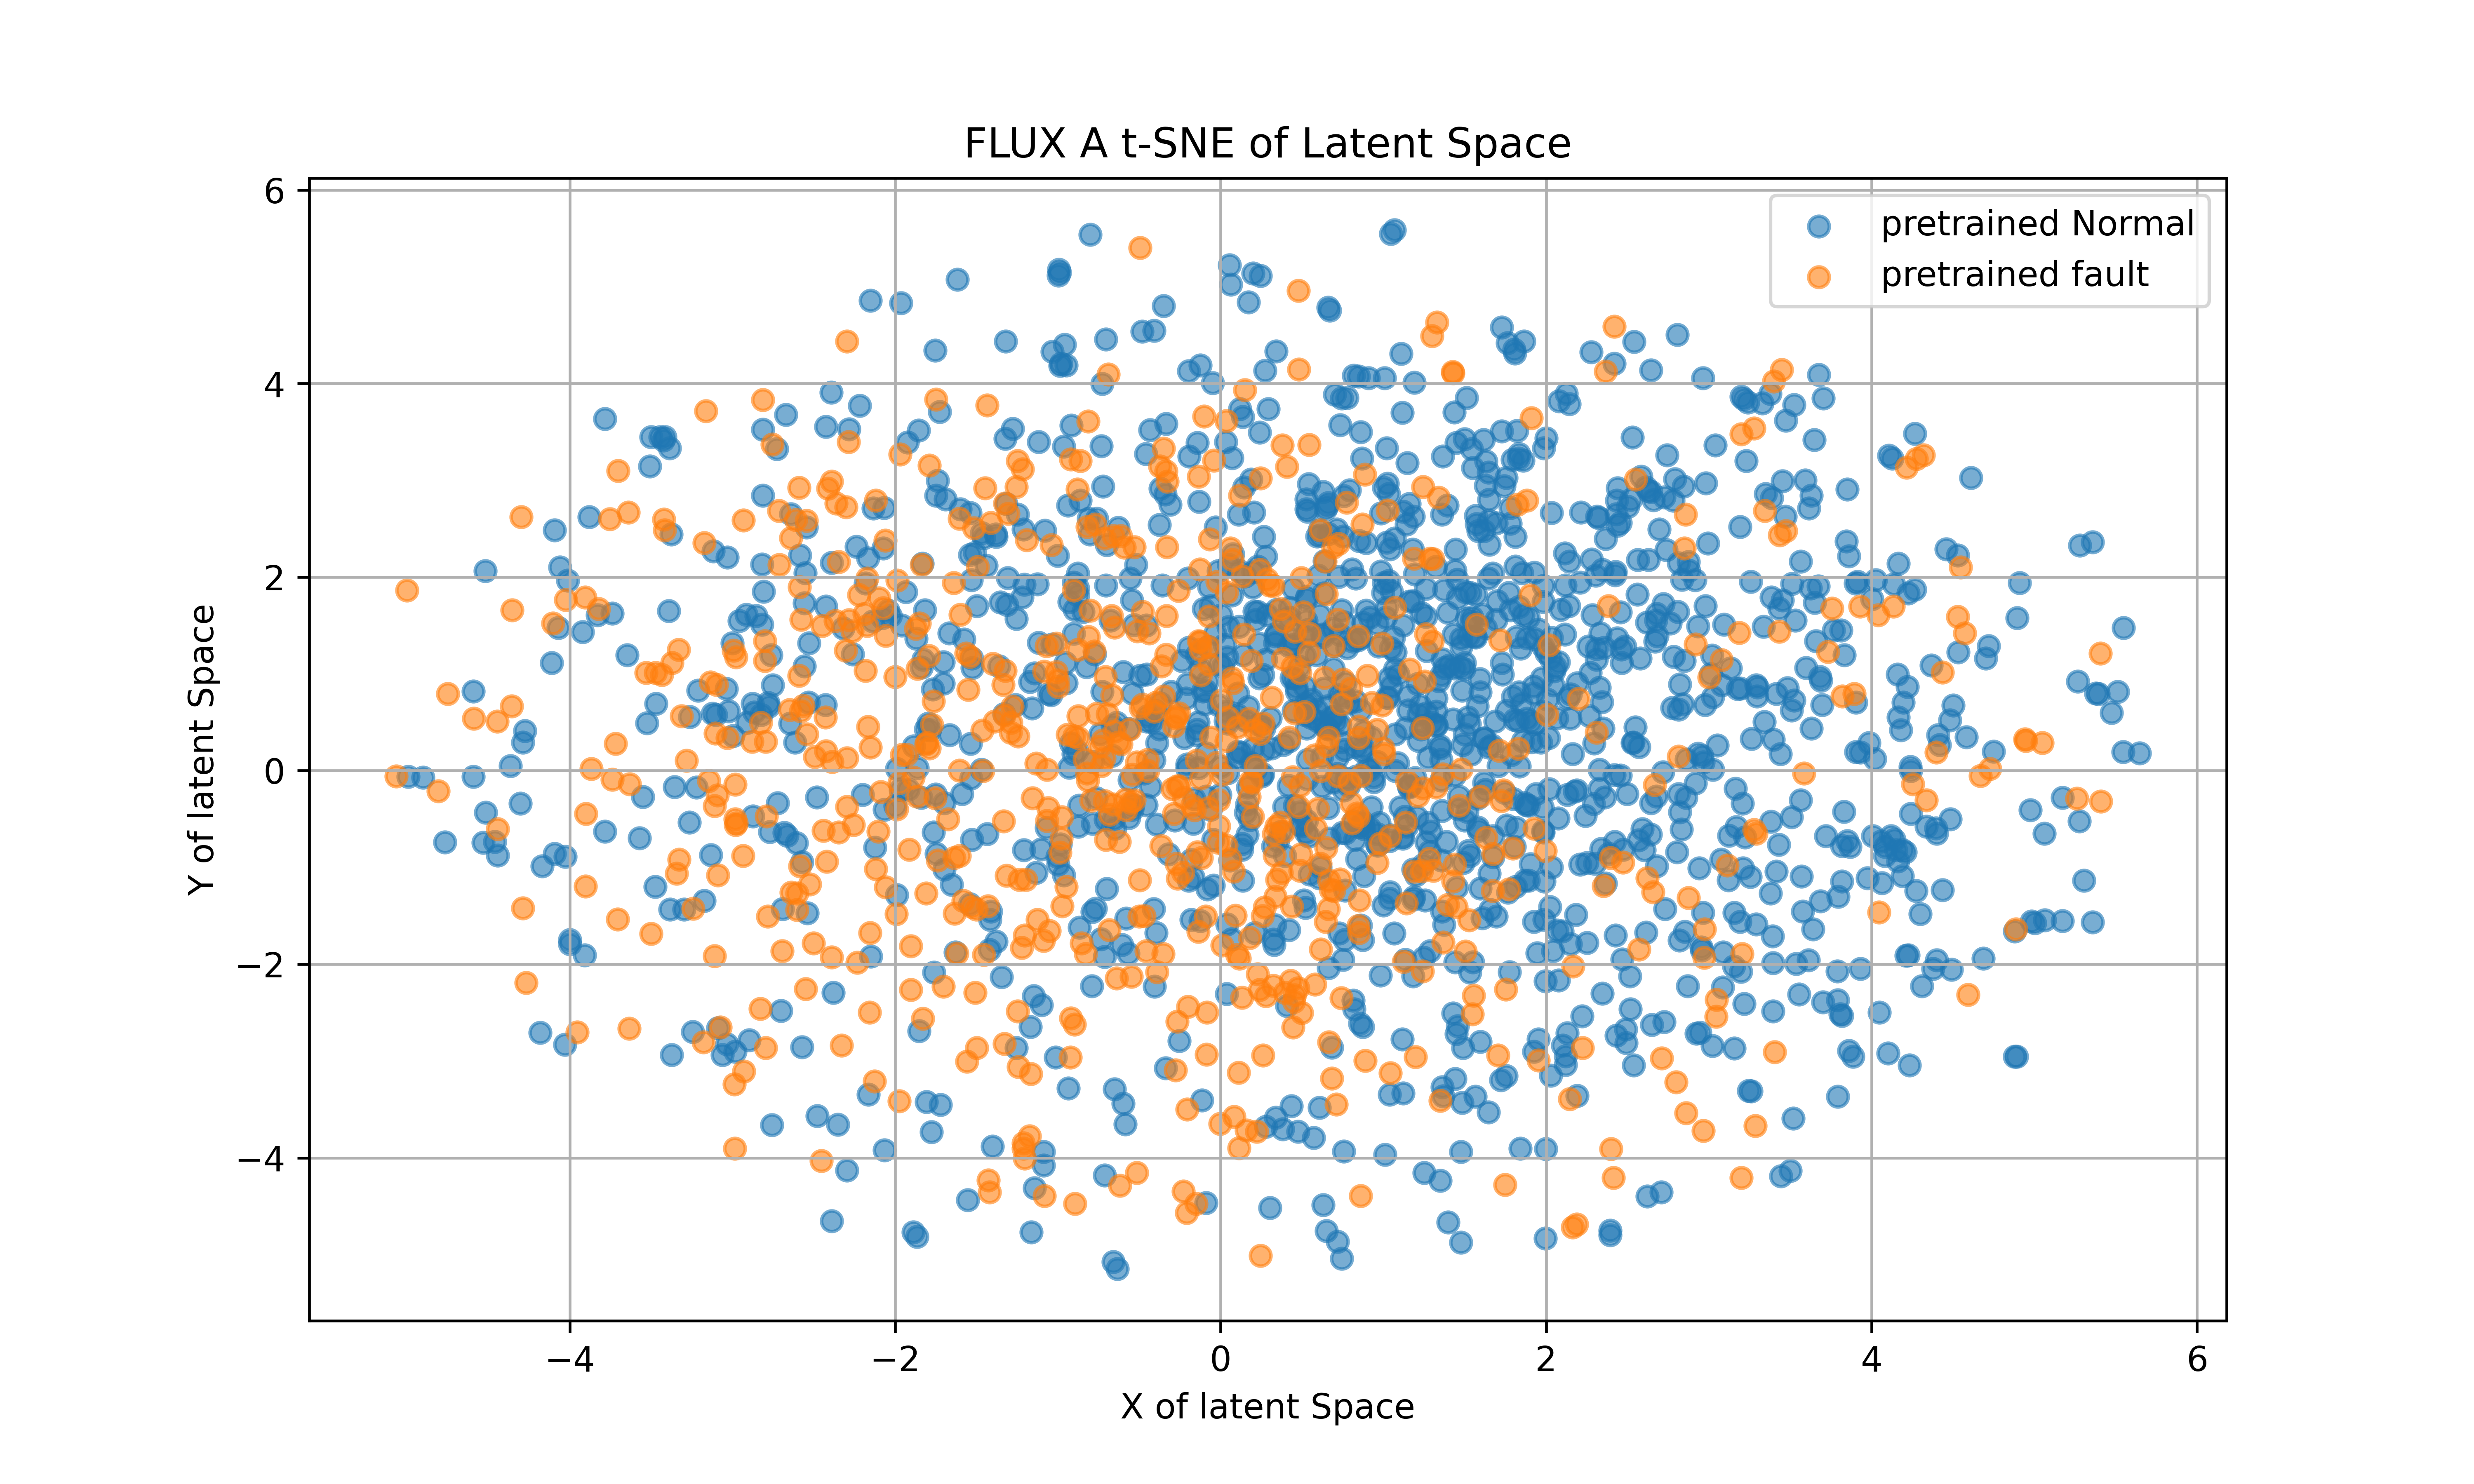 FLUX A t-SNE of Latent Space
pretrained Normal
pretrained fault
6
4
2
0
−2
−4
Y of latent Space
−4
−2
0
2
4
6
X of latent Space